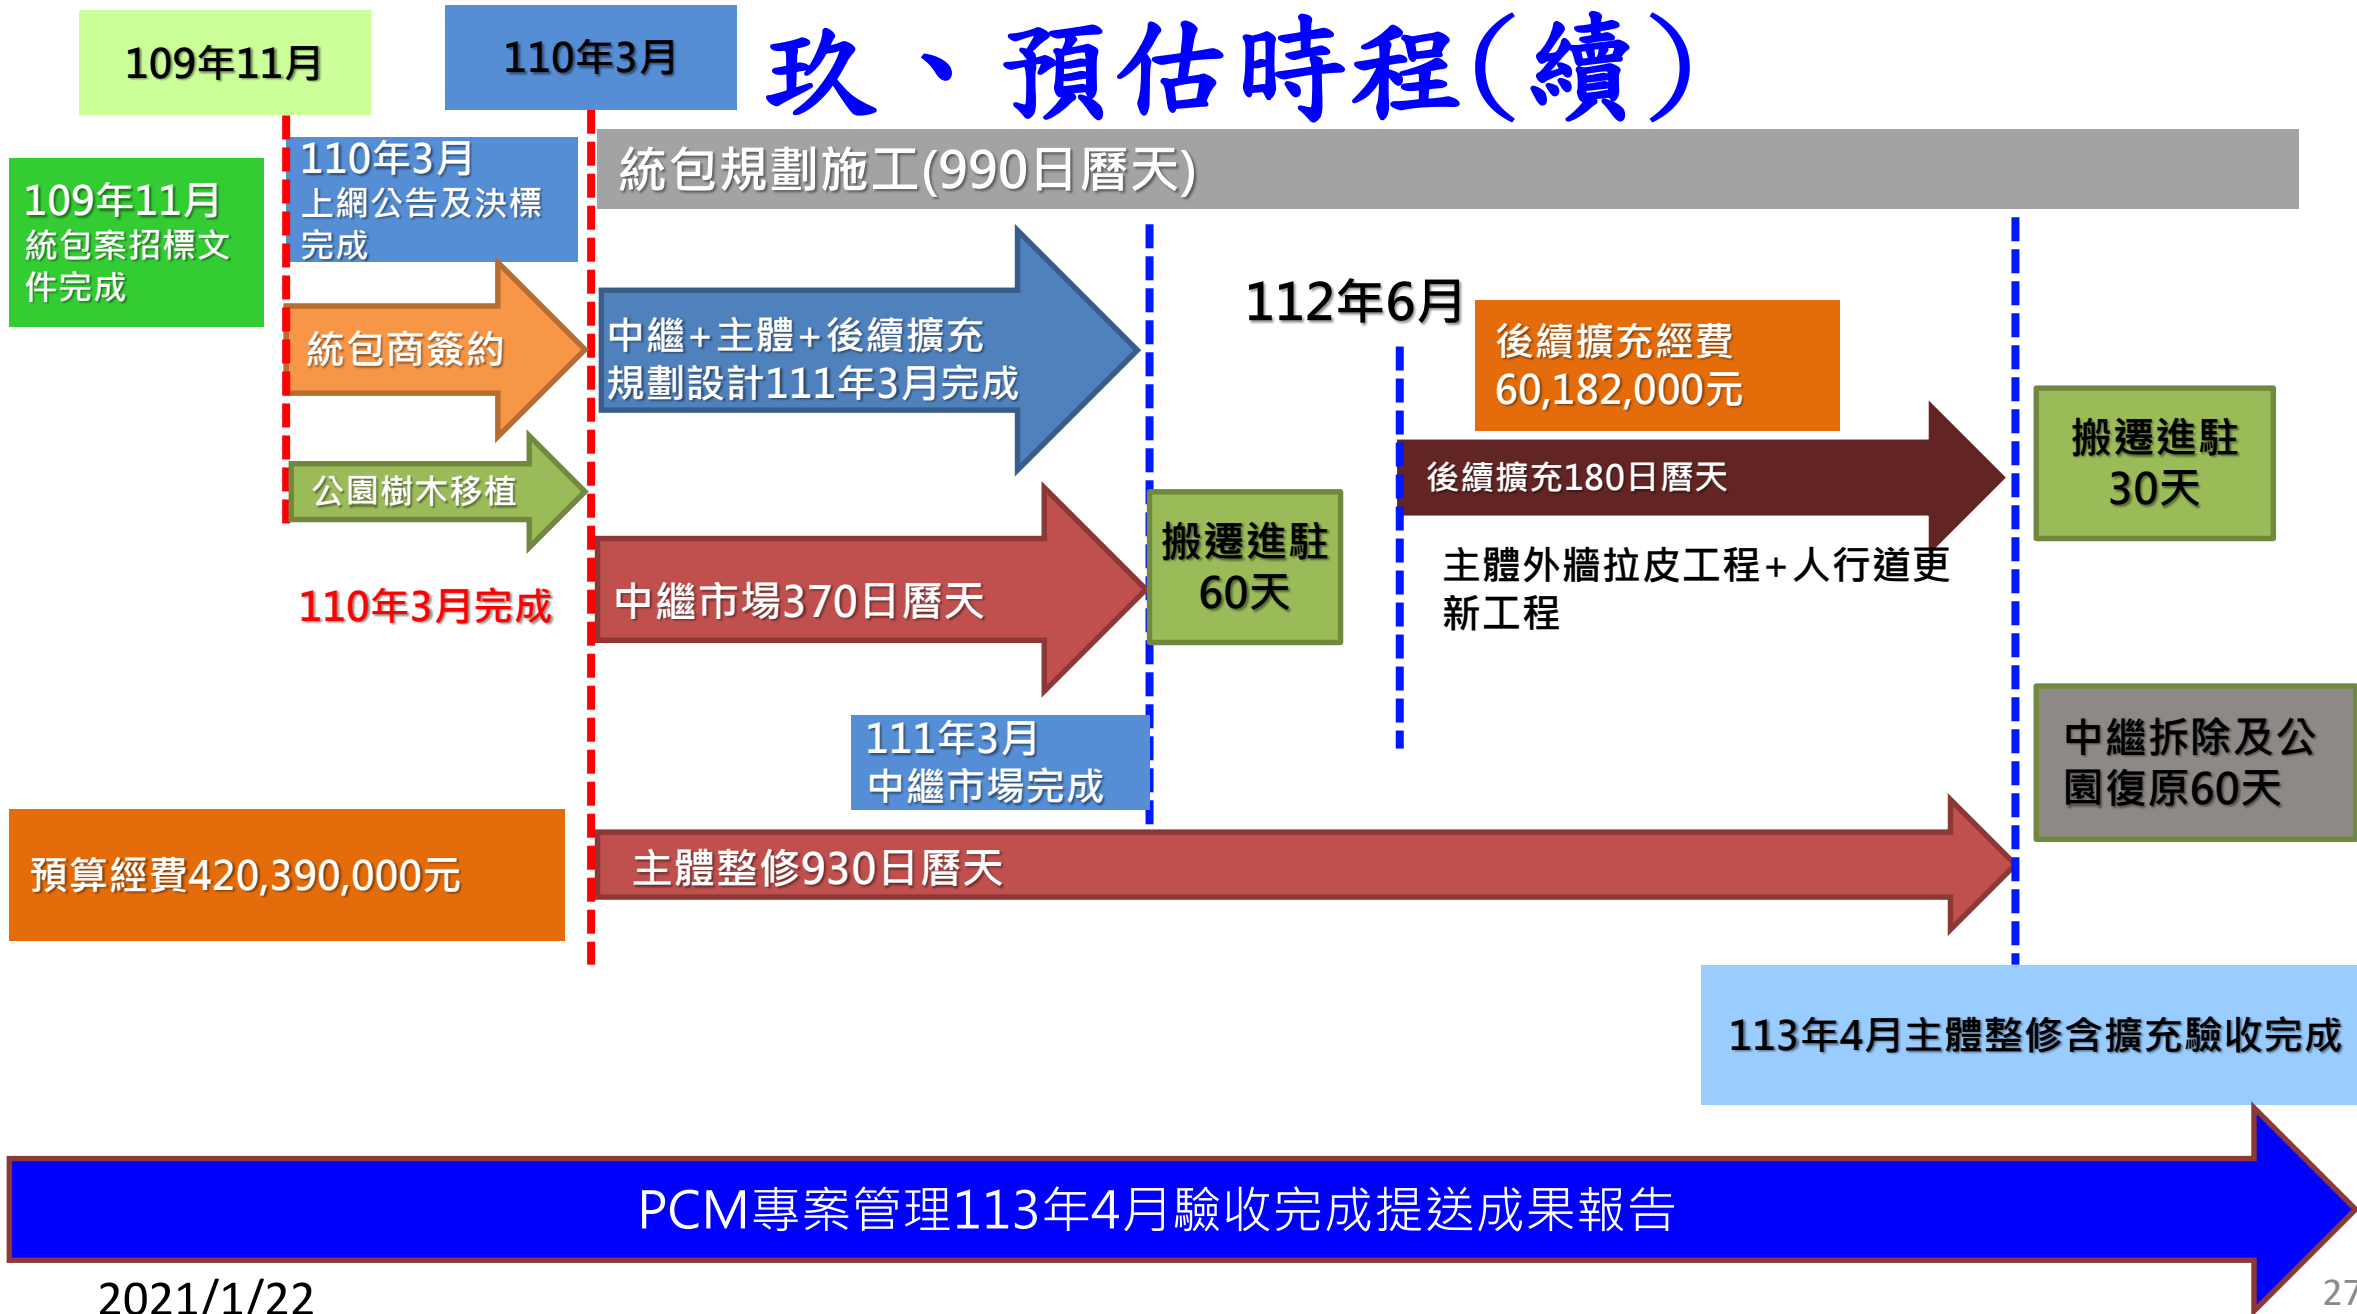 玖、預估時程(續)
109年11月
110年3月
109年11月
統包案招標文
件完成
110年3月
上網公告及決標
完成
統包規劃施工(990日曆天)
統包商簽約
中繼+主體+後續擴充
規劃設計111年3月完成
112年6月
後續擴充經費
60,182,000元
公園樹木移植
後續擴充180日曆天
搬遷進駐
30天
110年3月完成
中繼市場370日曆天
搬遷進駐
60天
主體外牆拉皮工程+人行道更
新工程
111年3月
中繼市場完成
中繼拆除及公
園復原60天
預算經費420,390,000元
主體整修930日曆天
113年4月主體整修含擴充驗收完成
PCM專案管理113年4月驗收完成提送成果報告
2021/1/22
27